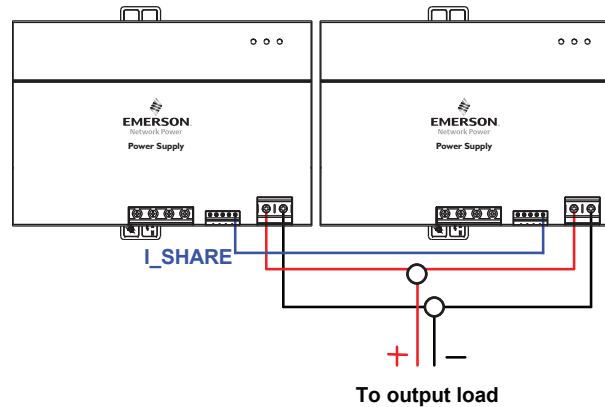 EMERSON.
Network Power
Power Supply
EMERSON.
Network Power
Power Supply
I_SHARE
+ −
To output load